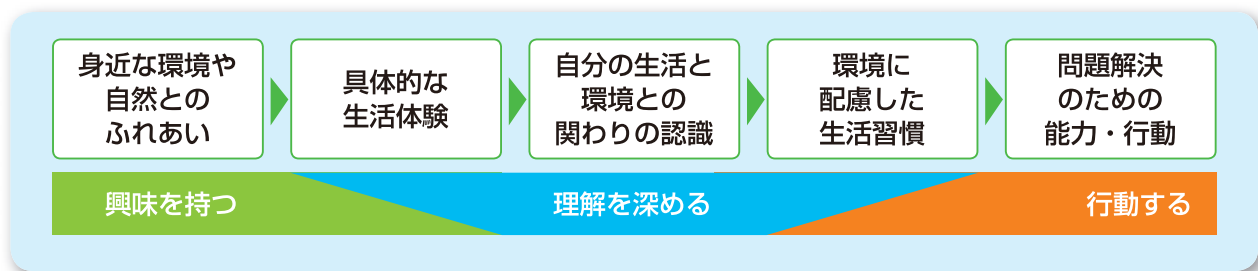 身近な環境や
自然との
ふれあい
具体的な
生活体験
自分の生活と
環境との
関わりの認識
環境に
配慮した
生活習慣
問題解決
のための
能力・行動
興味を持つ
理解を深める
行動する